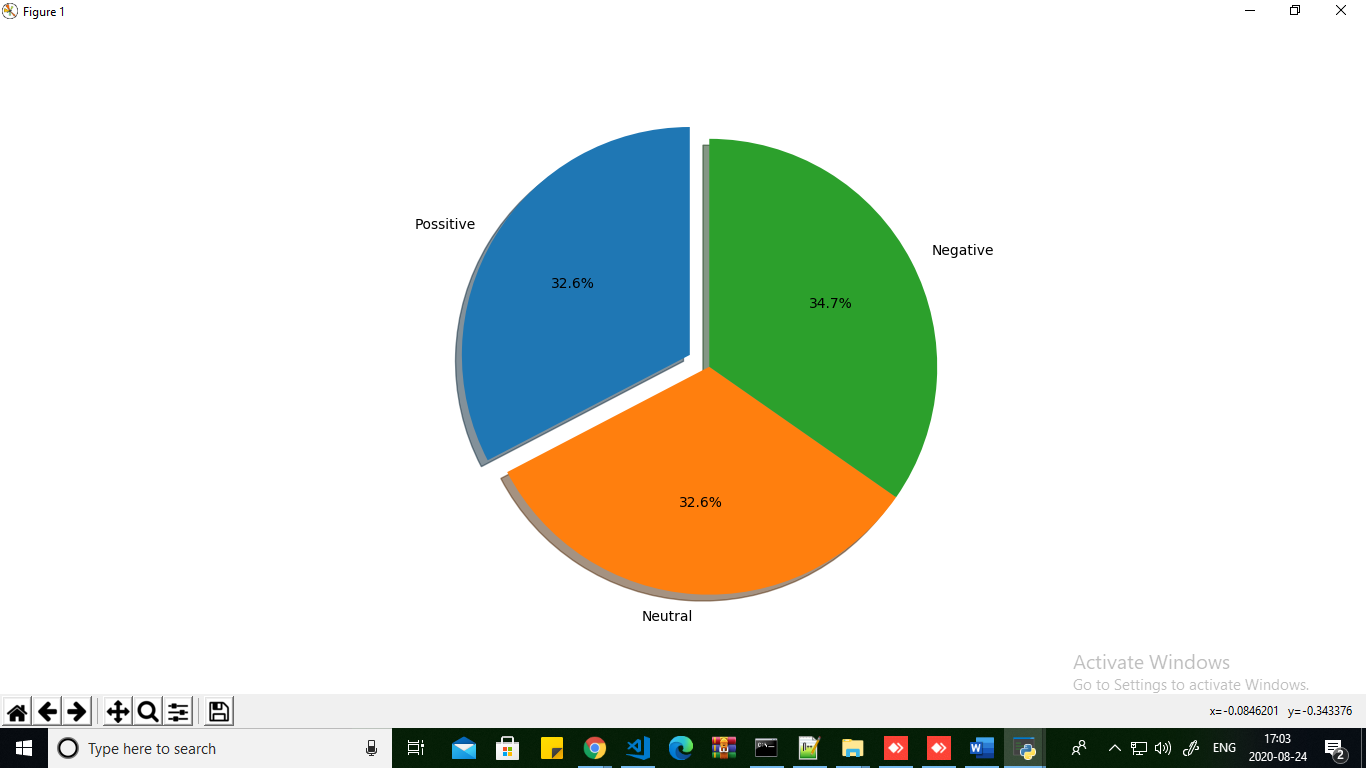 Figure 1
Possitive
32.6%
Negative
34.7%
32.6%
Neutral
Activate Windows
Go to Settings to activate Windows.
x=-0.0846201 y=-0.343376
Type here to search
ENG
17:03
2020-08-24
2